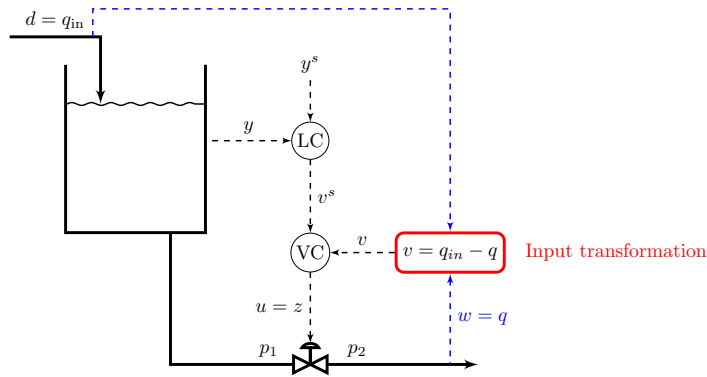 d = q_in
y^s
y
LC
v^s
VC
v
v = q_in − q
Input transformation
u = z
w = q
p_1
p_2